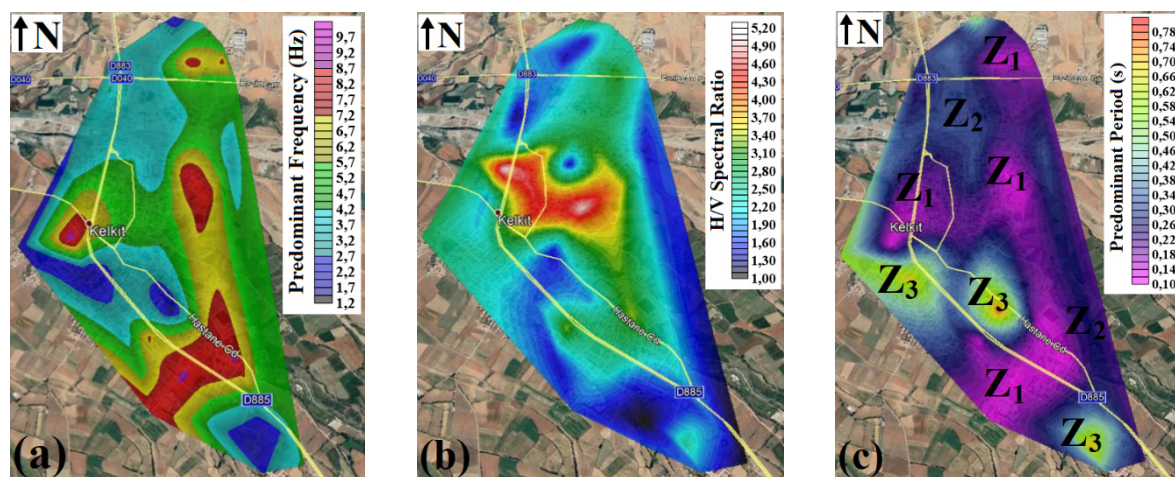 ↑N
D883
D040
D040
Kelkit
Hastane Cd
D885
(a)
Predominant Frequency (Hz)
9,7
9,2
8,7
8,2
7,7
7,2
6,7
6,2
5,7
5,2
4,7
4,2
3,7
3,2
2,7
2,2
1,7
1,2
↑N
D040
D883
Kelkit
Hastane Cd
D885
(b)
H/V Spectral Ratio
5,20
4,90
4,60
4,30
4,00
3,70
3,40
3,10
2,80
2,50
2,20
1,90
1,60
1,30
1,00
↑N
D883
Z1
Z2
Z1
Z1
Kelkit
Z3
Z3
Hastane Cd
Z2
Z1
D885
Z3
(c)
Predominant Period (s)
0,78
0,74
0,70
0,66
0,62
0,58
0,54
0,50
0,46
0,42
0,38
0,34
0,30
0,26
0,22
0,18
0,14
0,10